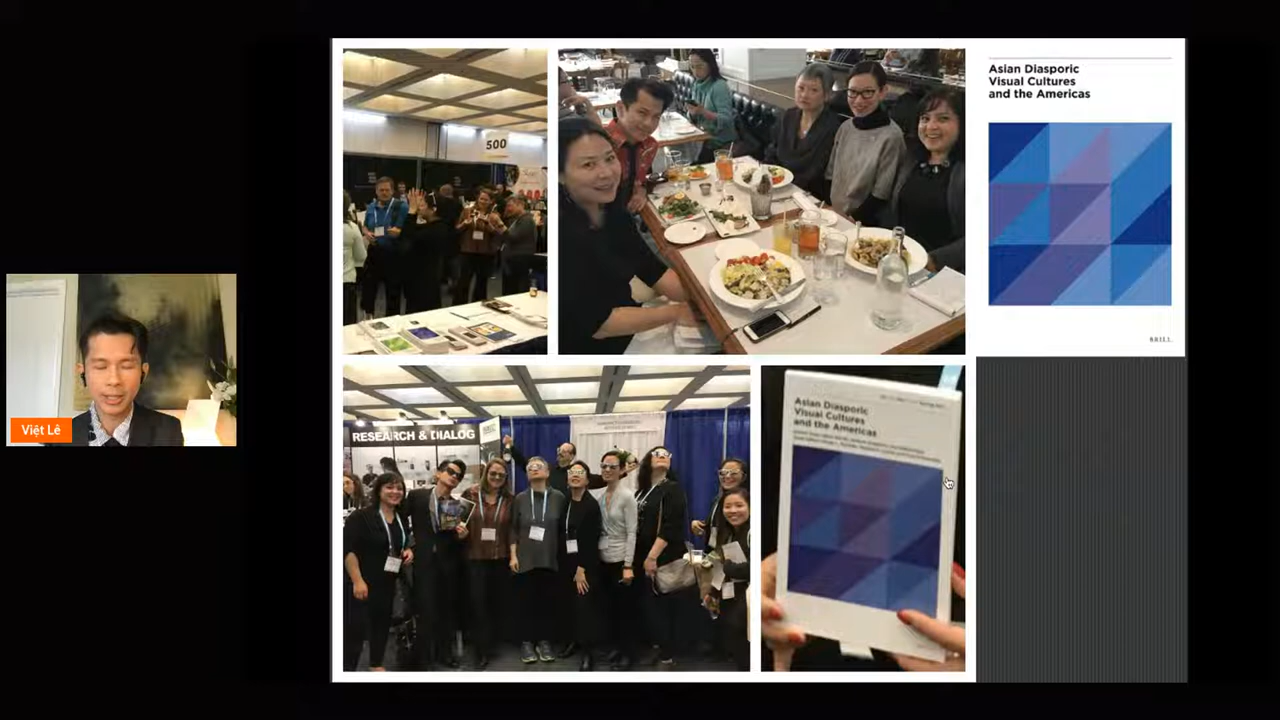 500
Asian Diasporic
Visual Cultures
and the Americas
BRILL
RESEARCH & DIALOG
Asian Diasporic
Visual Cultures
and the Americas
Việt Lê